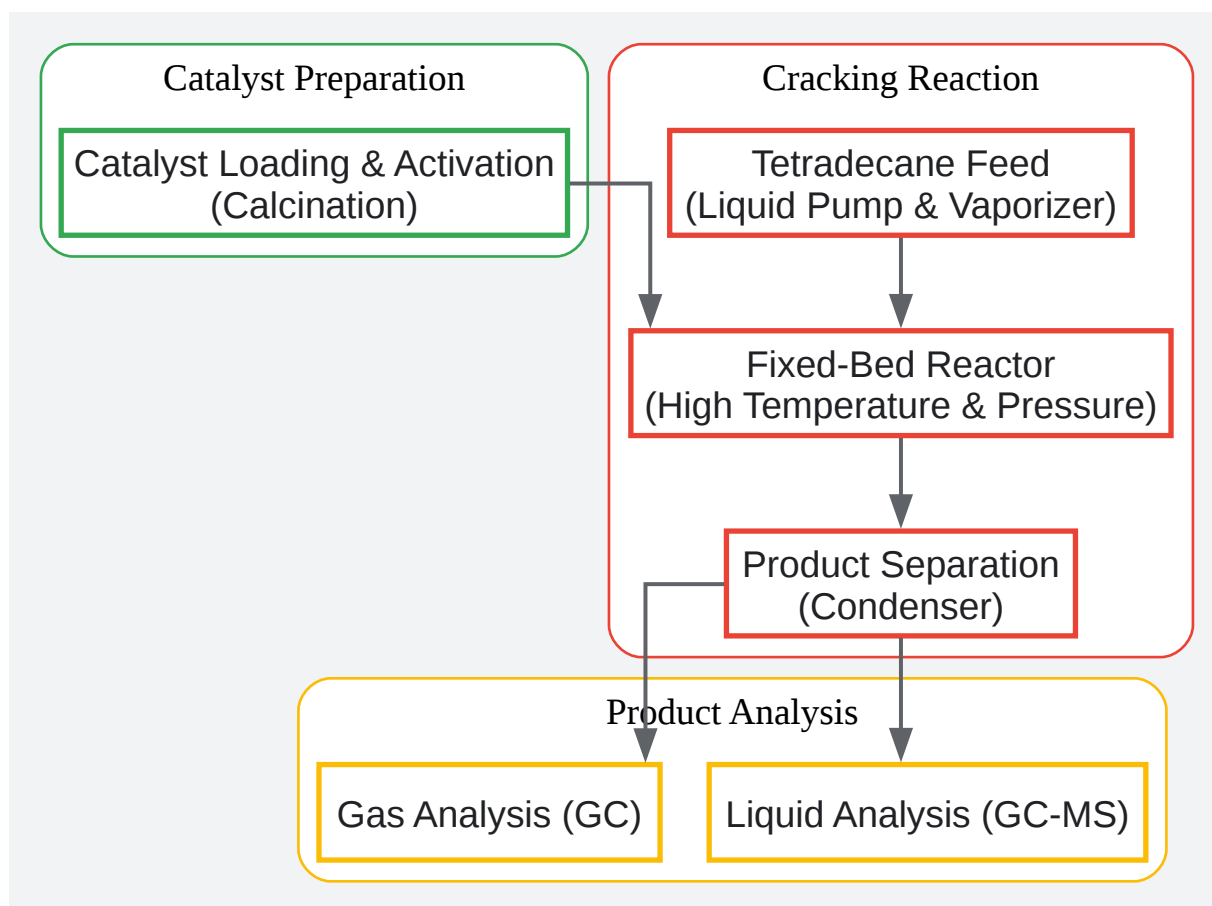 Catalyst Preparation
Catalyst Loading & Activation
(Calcination)
Cracking Reaction
Tetradecane Feed
(Liquid Pump & Vaporizer)
Fixed-Bed Reactor
(High Temperature & Pressure)
Product Separation
(Condenser)
Product Analysis
Gas Analysis (GC)
Liquid Analysis (GC-MS)